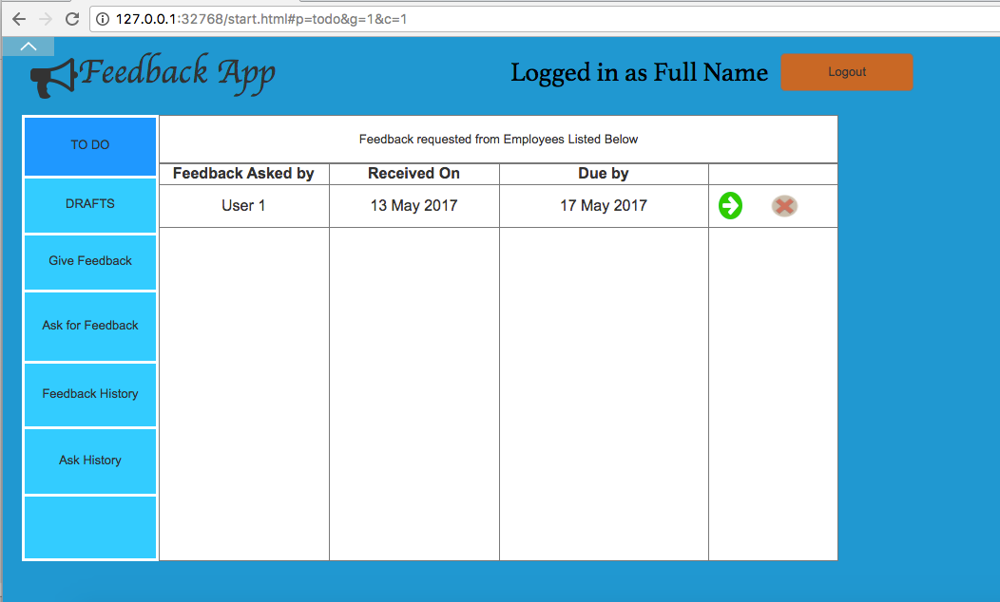 127.0.0.1:32768/start.html#p=todo&g=1&c=1
Feedback App
Logged in as Full Name
Logout
TO DO
DRAFTS
Give Feedback
Ask for Feedback
Feedback History
Ask History
Feedback requested from Employees Listed Below
Feedback Asked by Received On Due by
User 1 13 May 2017 17 May 2017